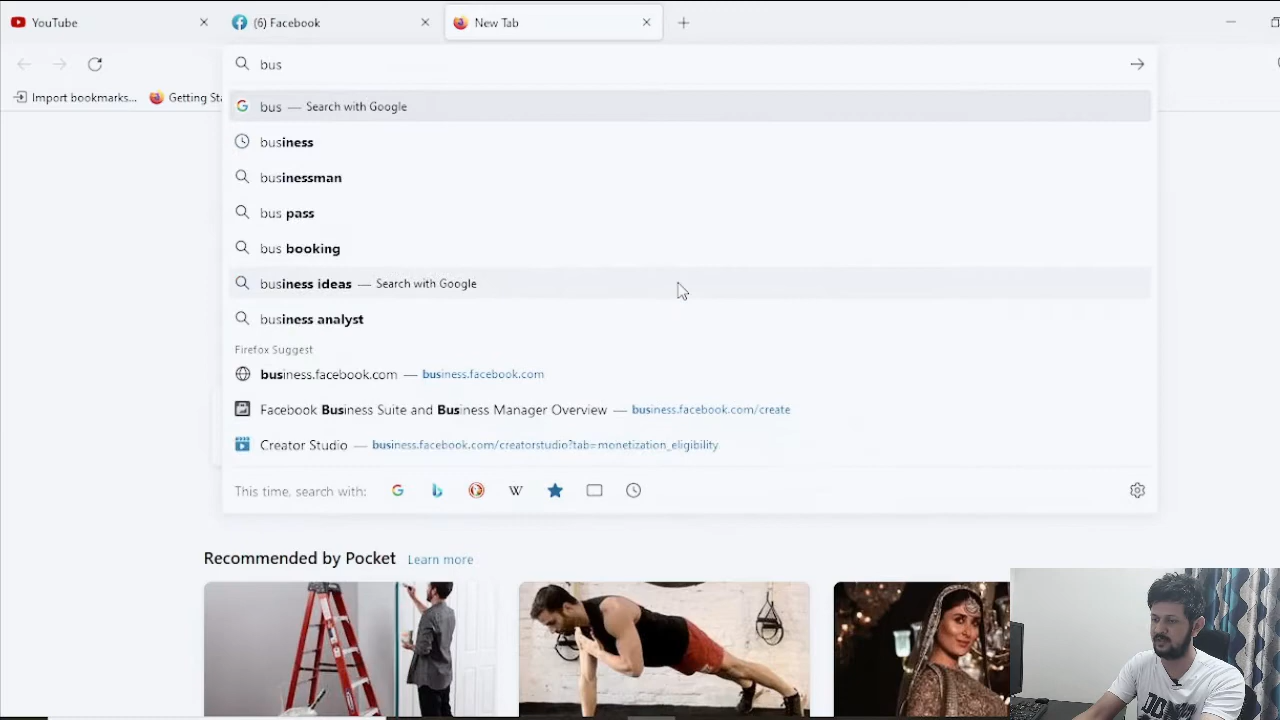 YouTube
(6) Facebook
New Tab
bus
Import bookmarks...
Getting Sta
bus — Search with Google
business
businessman
bus pass
bus booking
business ideas — Search with Google
business analyst
Firefox Suggest
business.facebook.com — business.facebook.com
Facebook Business Suite and Business Manager Overview — business.facebook.com/create
Creator Studio — business.facebook.com/creatorstudio?tab=monetization_eligibility
This time, search with:
Recommended by Pocket Learn more